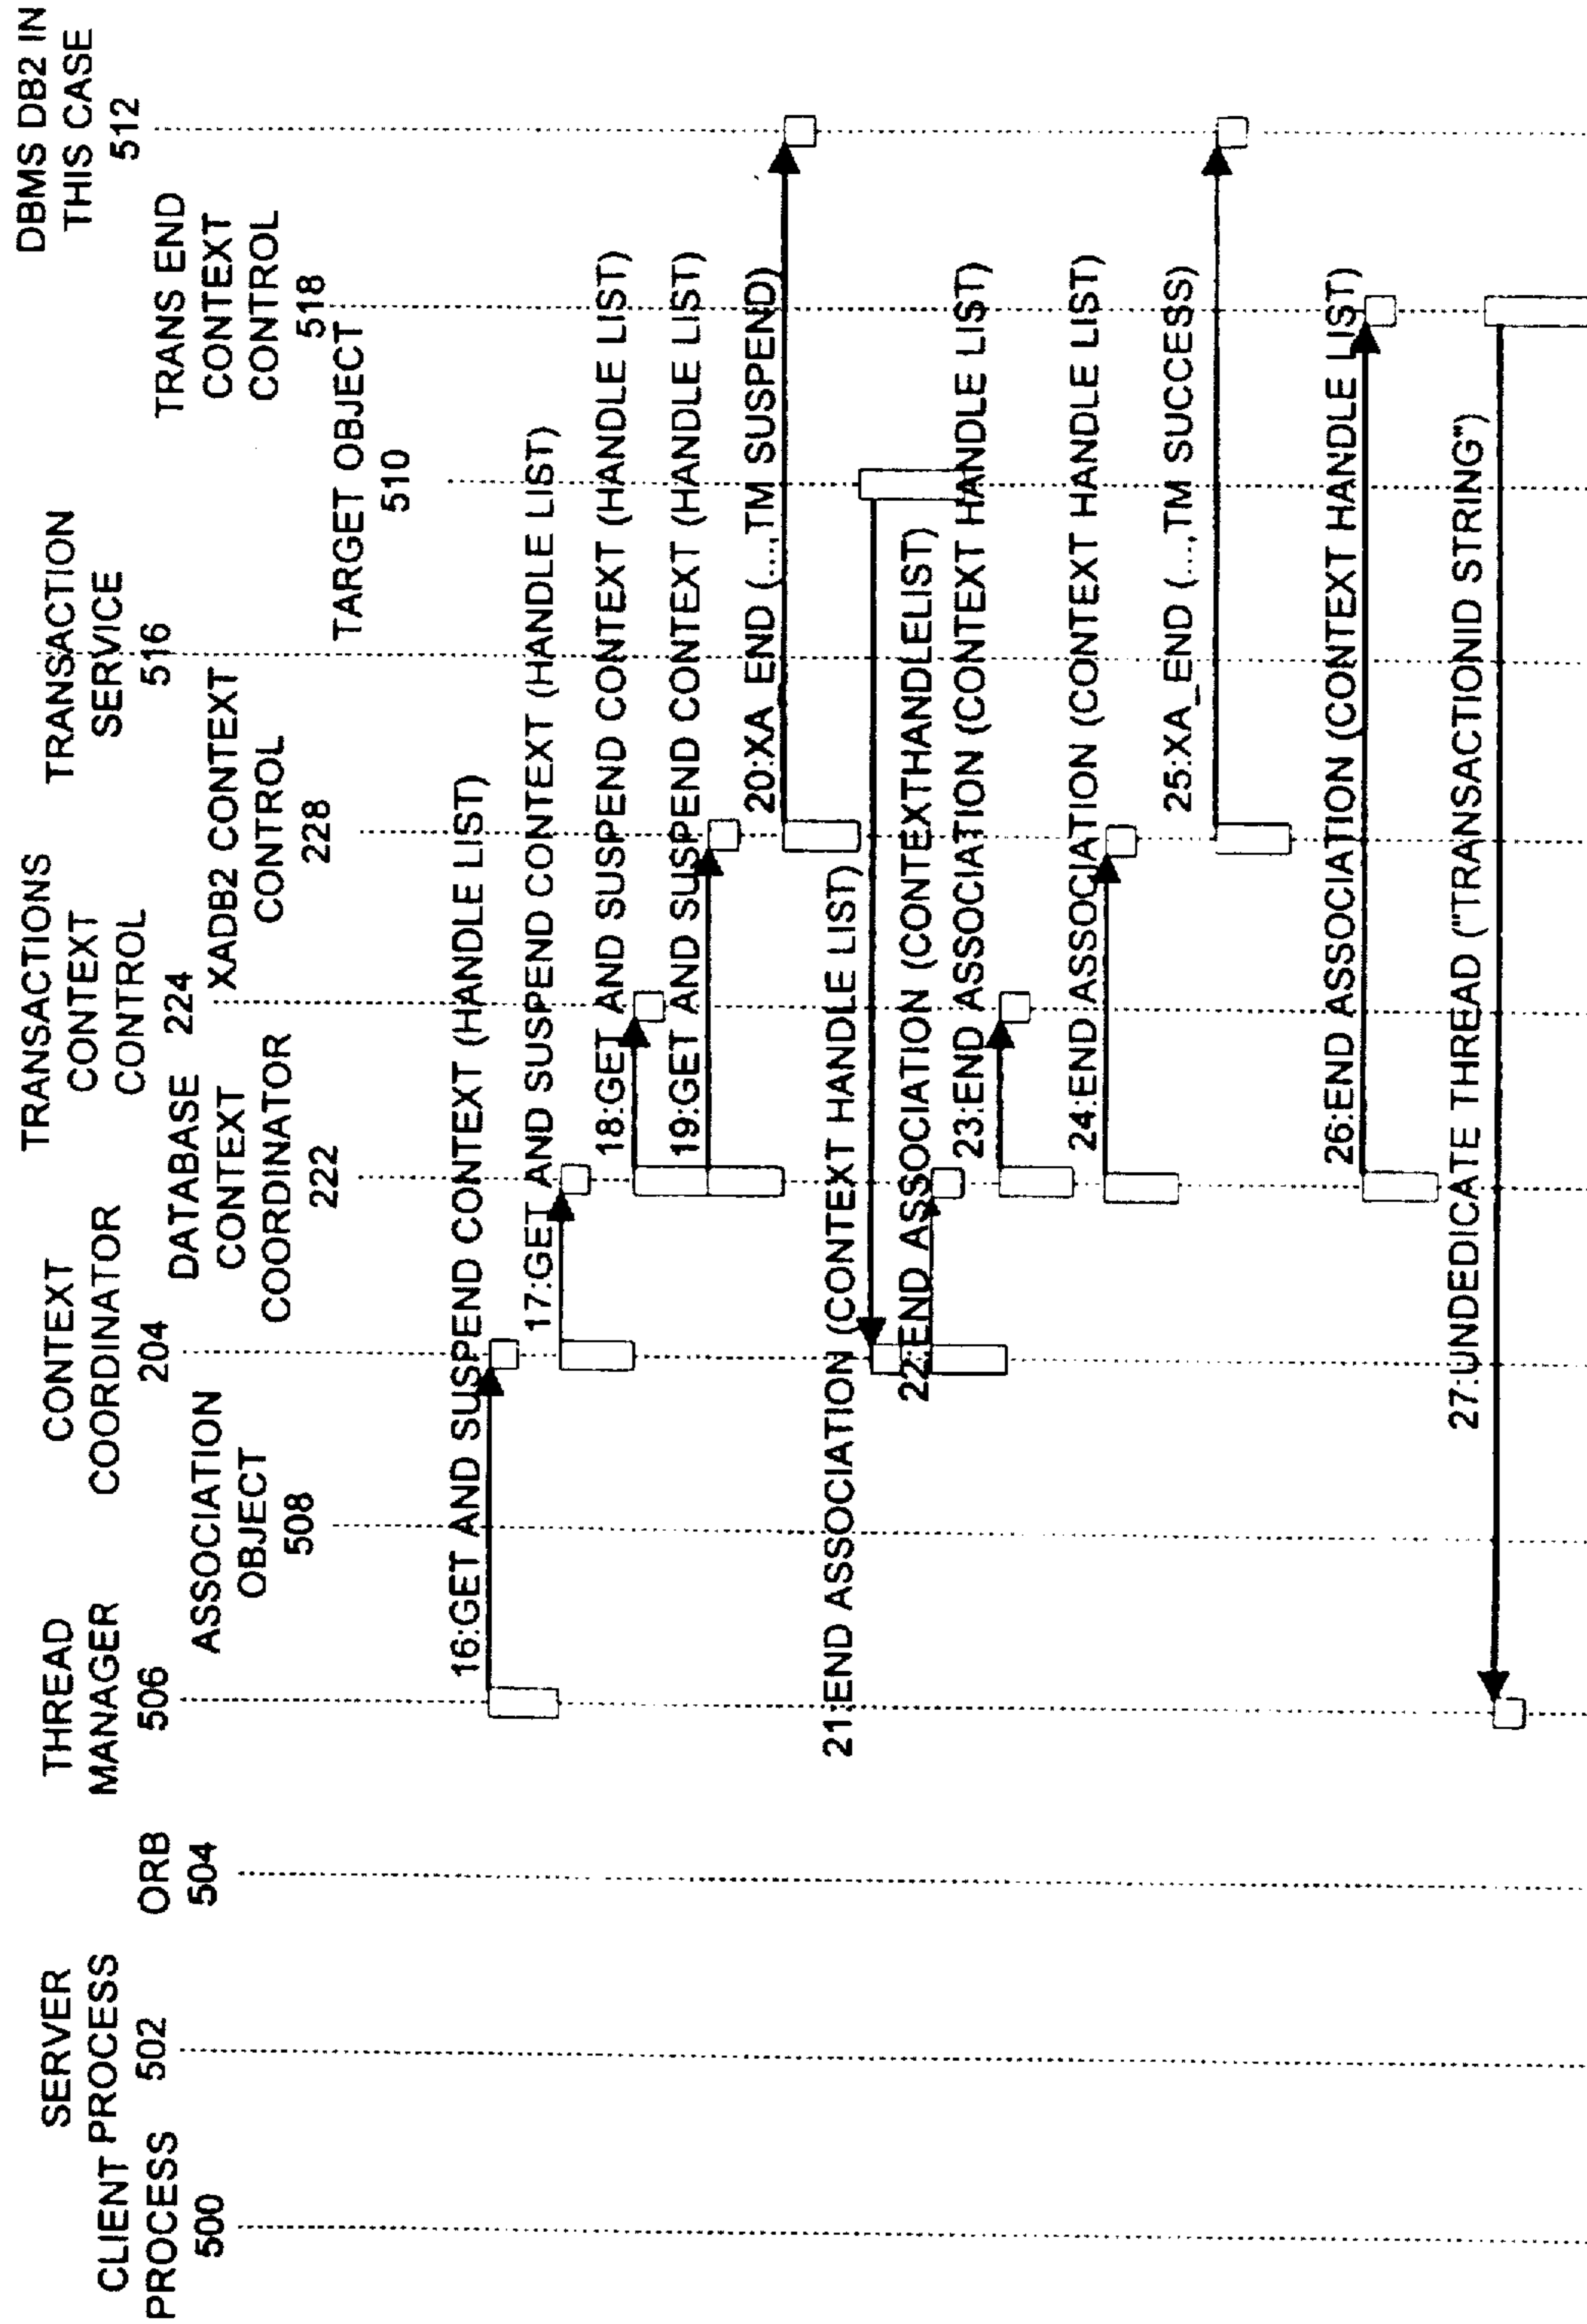 CLIENT
PROCESS
500
SERVER
PROCESS
502
ORB
504
THREAD
MANAGER
506
ASSOCIATION
OBJECT
508
CONTEXT
COORDINATOR
204
DATABASE
CONTEXT
COORDINATOR
222
TRANSACTIONS
CONTEXT
CONTROL
224
XADB2 CONTEXT
CONTROL
228
TRANSACTION
SERVICE
516
TARGET OBJECT
510
TRANS END
CONTEXT
CONTROL
518
DBMS DB2 IN
THIS CASE
512
16:GET AND SUSPEND CONTEXT (HANDLE LIST)
17:GET AND SUSPEND CONTEXT (HANDLE LIST)
18:GET AND SUSPEND CONTEXT (HANDLE LIST)
19:GET AND SUSPEND CONTEXT (HANDLE LIST)
20:XA END (...,TM SUSPEND)
21:END ASSOCIATION (CONTEXT HANDLE LIST)
22:END ASSOCIATION (CONTEXTHANDLELIST)
23:END ASSOCIATION (CONTEXT HANDLE LIST)
24:END ASSOCIATION (CONTEXT HANDLE LIST)
25:XA_END (...,TM SUCCESS)
26:END ASSOCIATION (CONTEXT HANDLE LIST)
27:UNDEDICATE THREAD ("TRANSACTIONID STRING")